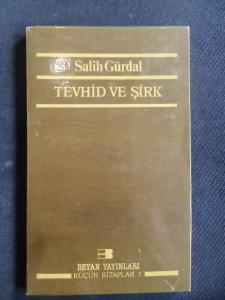 Salih Gürdal
TEVHİD VE ŞİRK
BEYAN YAYINLARI
KÜÇÜK KİTAPLAR 7